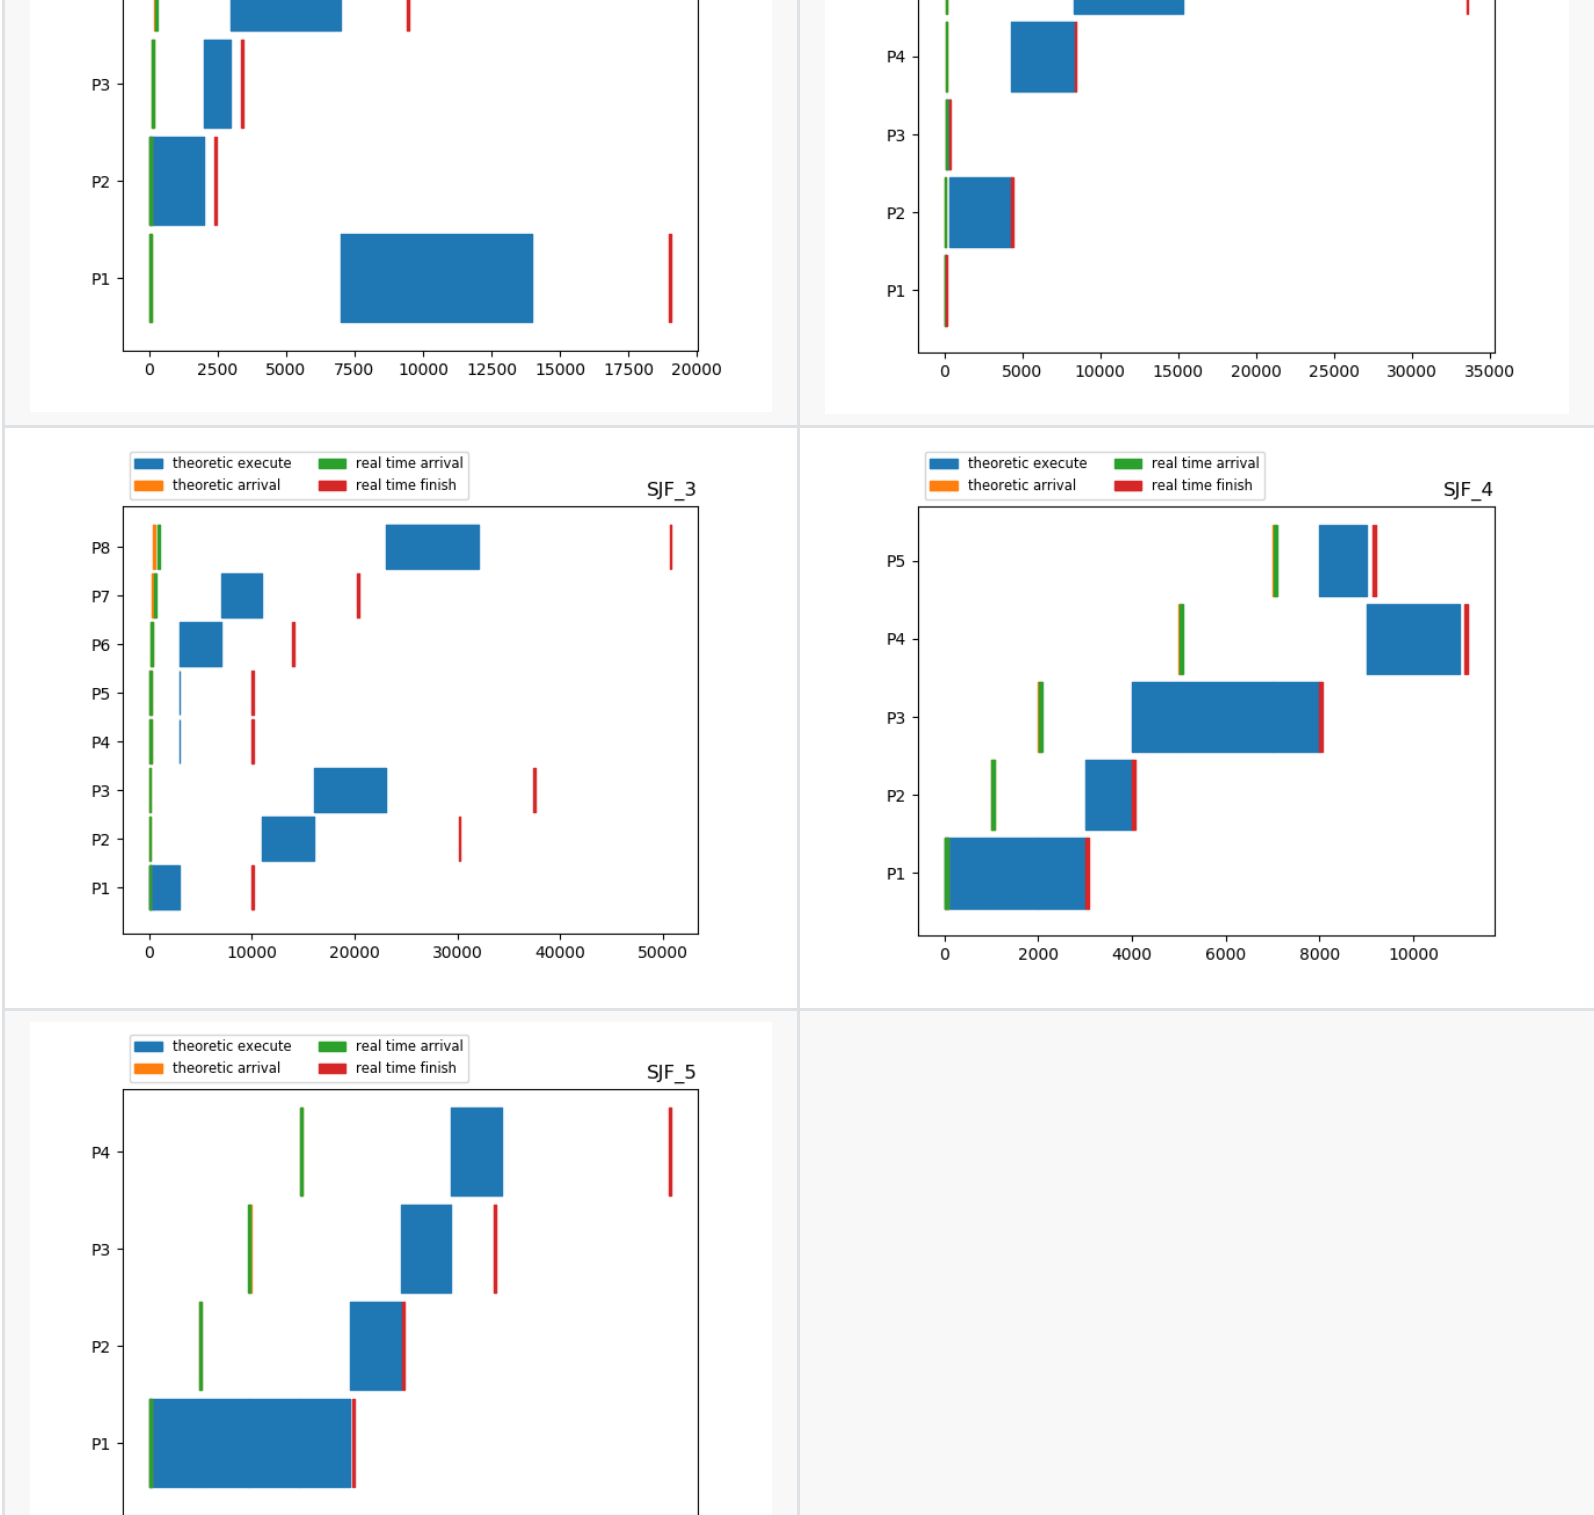 P3
P2
P1
0 2500 5000 7500 10000 12500 15000 17500 20000
P4
P3
P2
P1
0 5000 10000 15000 20000 25000 30000 35000
theoretic execute real time arrival
theoretic arrival real time finish
SJF_3
P8
P7
P6
P5
P4
P3
P2
P1
0 10000 20000 30000 40000 50000
theoretic execute real time arrival
theoretic arrival real time finish
SJF_4
P5
P4
P3
P2
P1
0 2000 4000 6000 8000 10000
theoretic execute real time arrival
theoretic arrival real time finish
SJF_5
P4
P3
P2
P1